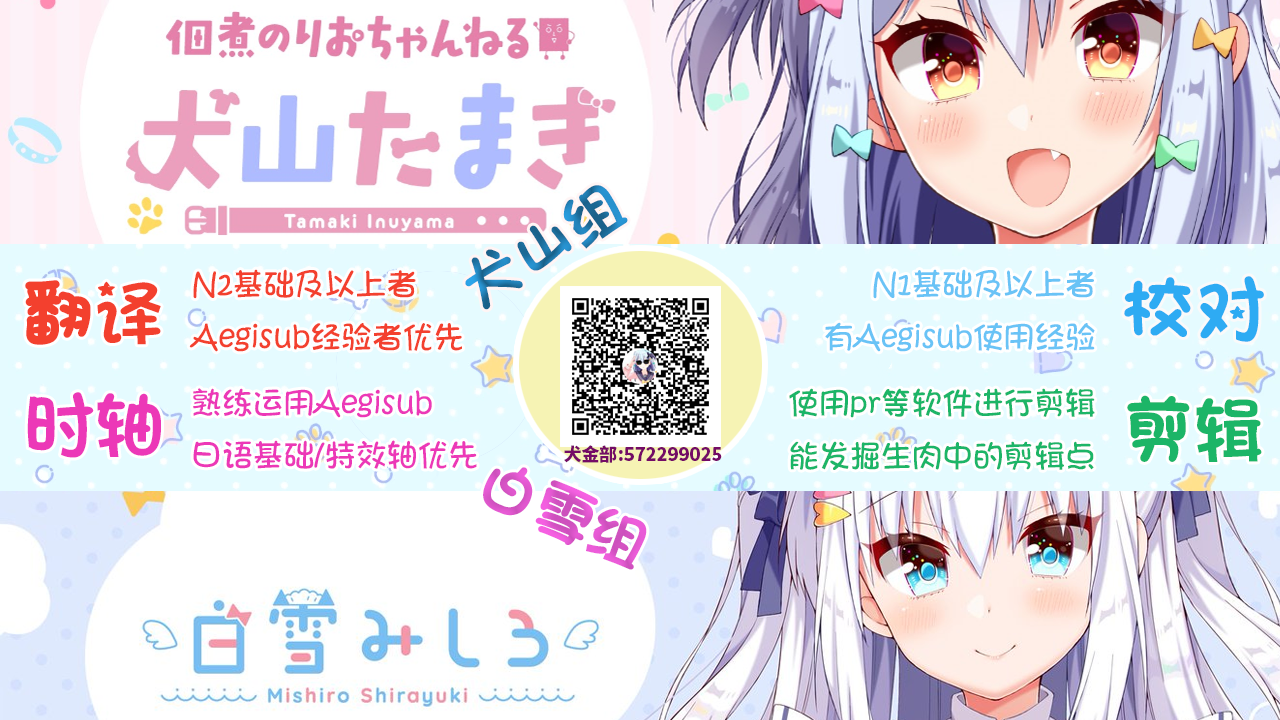 佃煮のりおちゃんねる
犬山たまき
Tamaki Inuyama
犬山组
翻译
N2基础及以上者
Aegisub经验者优先
时轴
熟练运用Aegisub
日语基础/特效轴优先
犬金部:572299025
N1基础及以上者
有Aegisub使用经验
校对
使用pr等软件进行剪辑
能发掘生肉中的剪辑点
剪辑
白雪组
白雪みしろ
Mishiro Shirayuki